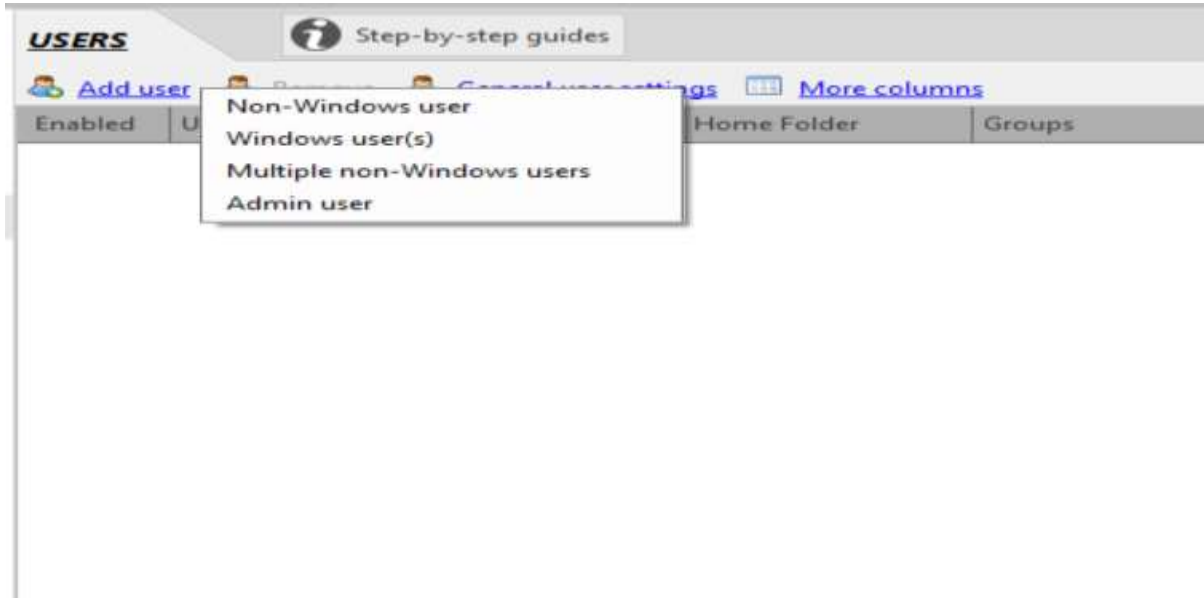 USERS
Step-by-step guides
Add user
More columns
Non-Windows user
Windows user(s)
Multiple non-Windows users
Admin user
Enabled
Home Folder
Groups